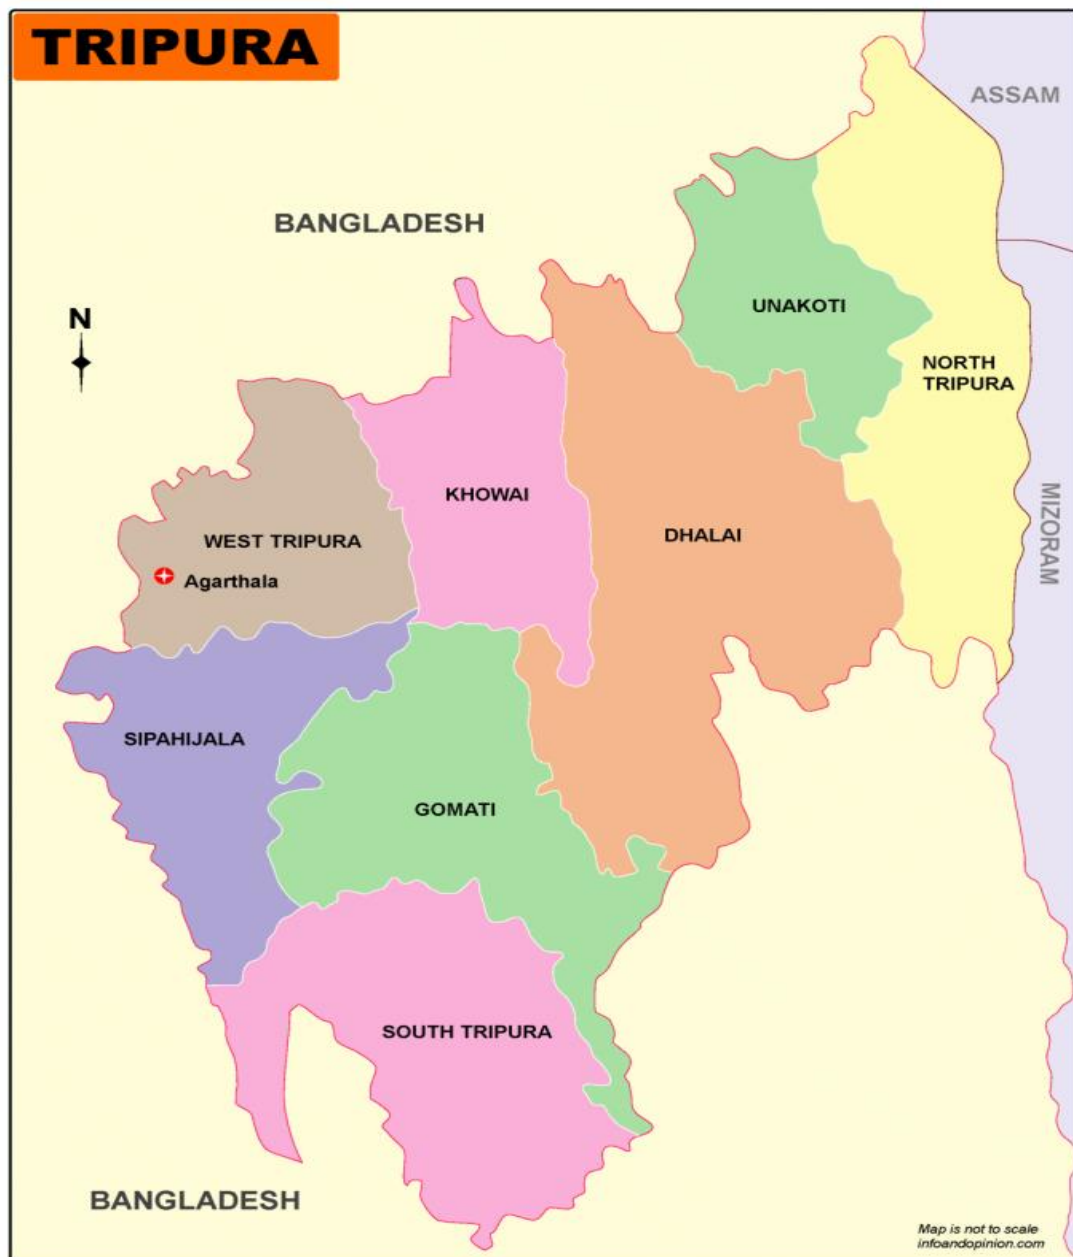 TRIPURA
ASSAM
BANGLADESH
UNAKOTI
N
NORTH
TRIPURA
KHOWAI
MIZORAM
DHALAI
WEST TRIPURA
Agarthala
SIPAHIJALA
GOMATI
SOUTH TRIPURA
BANGLADESH
Map is not to scale
infoandopinion.com